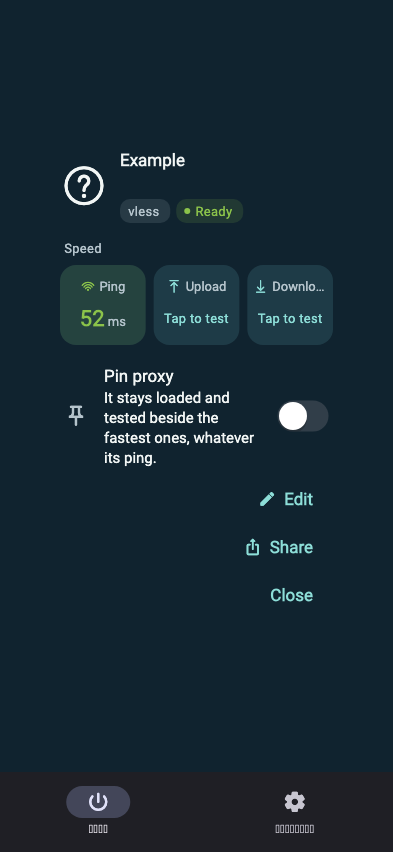 Example
vless
Ready
Speed
Ping
Upload
Downlo…
52 ms
Tap to test
Tap to test
Pin proxy
It stays loaded and
tested beside the
fastest ones, whatever
its ping.
Edit
Share
Close